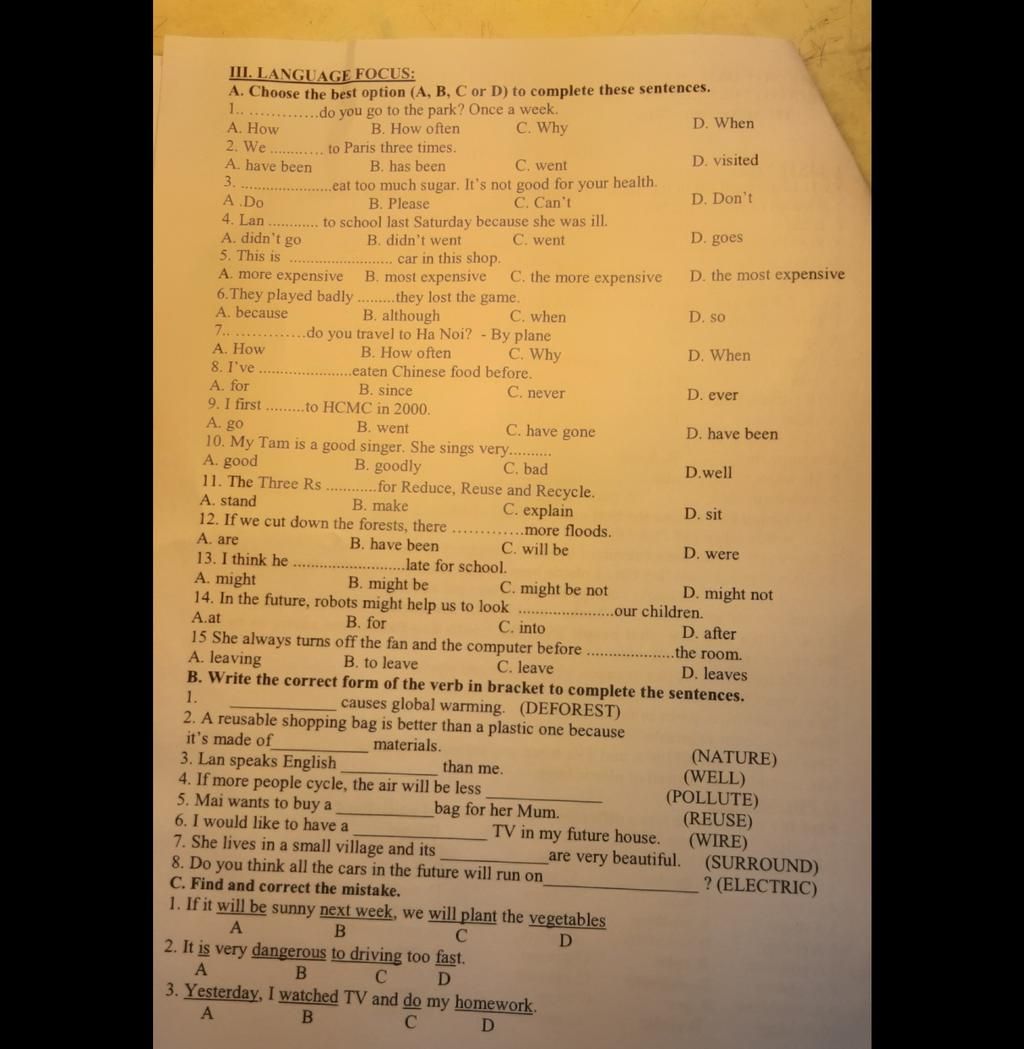 III. LANGUAGE FOCUS:
A. Choose the best option (A, B, C or D) to complete these sentences.
1.. .............do you go to the park? Once a week.
A. How B. How often C. Why D. When
2. We ............ to Paris three times.
A. have been B. has been C. went D. visited
3. .....................eat too much sugar. It's not good for your health.
A .Do B. Please C. Can't D. Don't
4. Lan ............ to school last Saturday because she was ill.
A. didn't go B. didn't went C. went D. goes
5. This is ........................ car in this shop.
A. more expensive B. most expensive C. the more expensive D. the most expensive
6.They played badly .........they lost the game.
A. because B. although C. when D. so
7.. .............do you travel to Ha Noi? - By plane
A. How B. How often C. Why D. When
8. I've .....................eaten Chinese food before.
A. for B. since C. never D. ever
9. I first .........to HCMC in 2000.
A. go B. went C. have gone D. have been
10. My Tam is a good singer. She sings very..........
A. good B. goodly C. bad D.well
11. The Three Rs ............for Reduce, Reuse and Recycle.
A. stand B. make C. explain D. sit
12. If we cut down the forests, there .............more floods.
A. are B. have been C. will be D. were
13. I think he ..........................late for school.
A. might B. might be C. might be not D. might not
14. In the future, robots might help us to look ......................our children.
A.at B. for C. into D. after
15 She always turns off the fan and the computer before ....................the room.
A. leaving B. to leave C. leave D. leaves
B. Write the correct form of the verb in bracket to complete the sentences.
1. ____________ causes global warming. (DEFOREST)
2. A reusable shopping bag is better than a plastic one because
it's made of___________ materials. (NATURE)
3. Lan speaks English ___________ than me. (WELL)
4. If more people cycle, the air will be less _____________ (POLLUTE)
5. Mai wants to buy a ___________bag for her Mum. (REUSE)
6. I would like to have a _______________ TV in my future house. (WIRE)
7. She lives in a small village and its ____________are very beautiful. (SURROUND)
8. Do you think all the cars in the future will run on_________________ ? (ELECTRIC)
C. Find and correct the mistake.
1. If it will be sunny next week, we will plant the vegetables
A B C D
2. It is very dangerous to driving too fast.
A B C D
3. Yesterday, I watched TV and do my homework.
A B C D